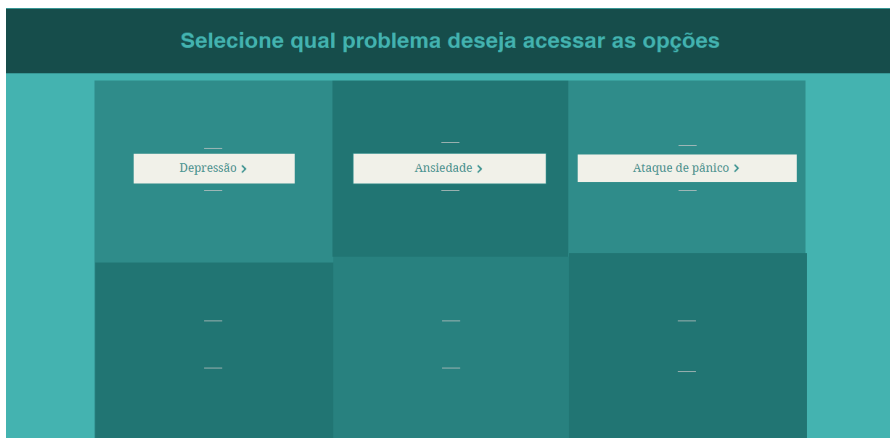 Selecione qual problema deseja acessar as opções
Depressão >
Ansiedade >
Ataque de pânico >